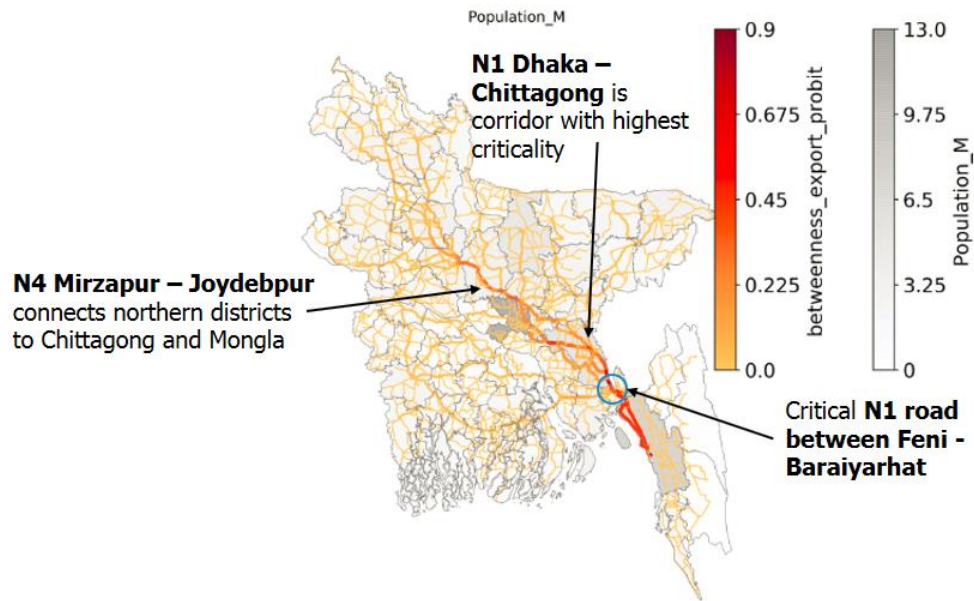 Population_M
N1 Dhaka –
Chittagong is
corridor with highest
criticality
N4 Mirzapur – Joydebpur
connects northern districts
to Chittagong and Mongla
Critical N1 road
between Feni -
Baraiyarhat
0.9
0.675
0.45
0.225
0.0
betweenness_export_probit
13.0
9.75
6.5
3.25
0
Population_M